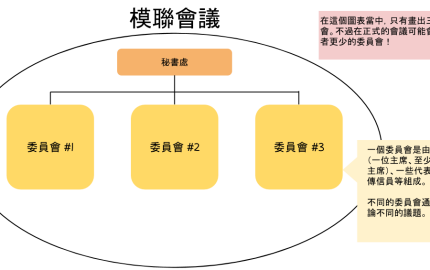 模聯會議
在這個圖表當中，只有畫出三
會。不過在正式的會議可能會
者更少的委員會！
秘書處
委員會 #1
委員會 #2
委員會 #3
一個委員會是由
（一位主席、至少
主席）、一些代表
傳信員等組成。
不同的委員會通
論不同的議題。